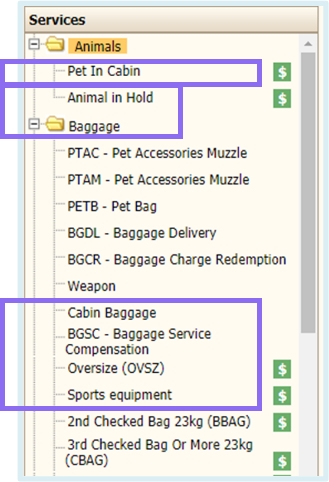 Services
Animals
Pet In Cabin $
Animal in Hold $
Baggage
PTAC - Pet Accessories Muzzle
PTAM - Pet Accessories Muzzle
PETB - Pet Bag
BGDL - Baggage Delivery
BGCR - Baggage Charge Redemption
Weapon
Cabin Baggage
BGSC - Baggage Service
Compensation
Oversize (OVSZ) $
Sports equipment $
2nd Checked Bag 23kg (BBAG) $
3rd Checked Bag Or More 23kg
(CBAG) $